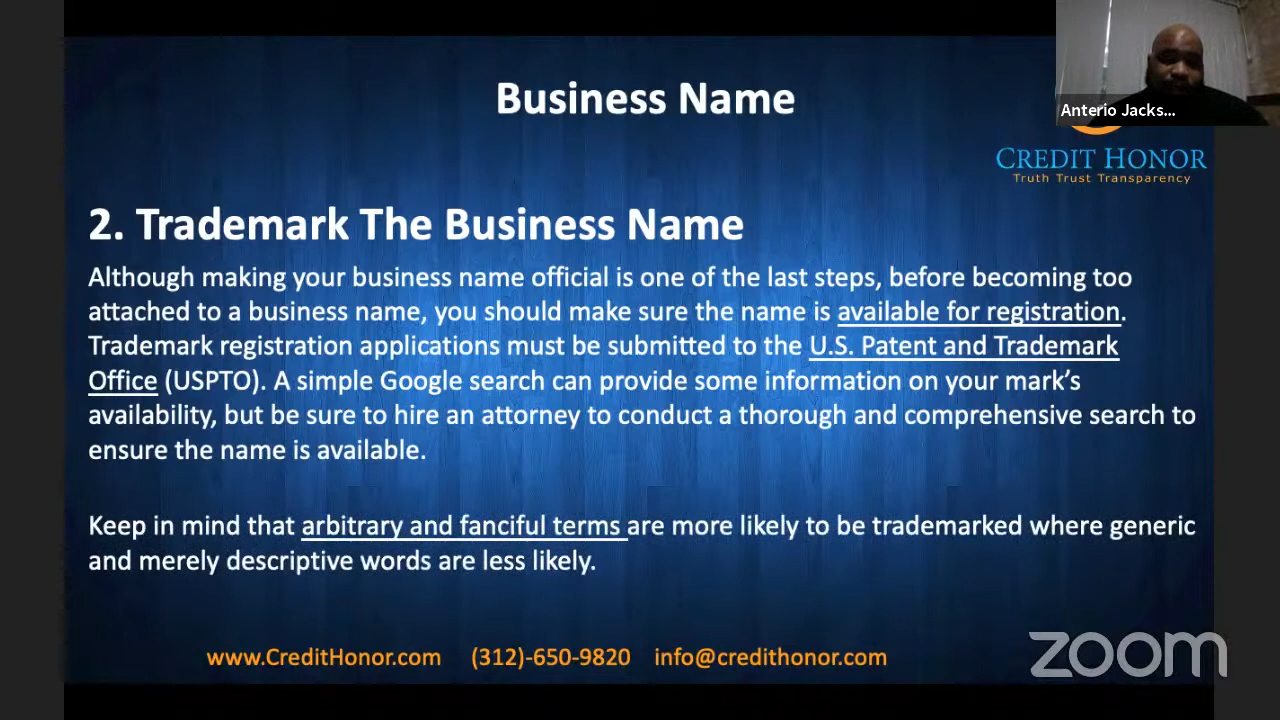 Business Name
Anterio Jacks...
CREDIT HONOR
Truth Trust Transparency
2. Trademark The Business Name
Although making your business name official is one of the last steps, before becoming too
attached to a business name, you should make sure the name is available for registration.
Trademark registration applications must be submitted to the U.S. Patent and Trademark
Office (USPTO). A simple Google search can provide some information on your mark’s
availability, but be sure to hire an attorney to conduct a thorough and comprehensive search to
ensure the name is available.
Keep in mind that arbitrary and fanciful terms are more likely to be trademarked where generic
and merely descriptive words are less likely.
www.CreditHonor.com (312)-650-9820 info@credithonor.com
zoom